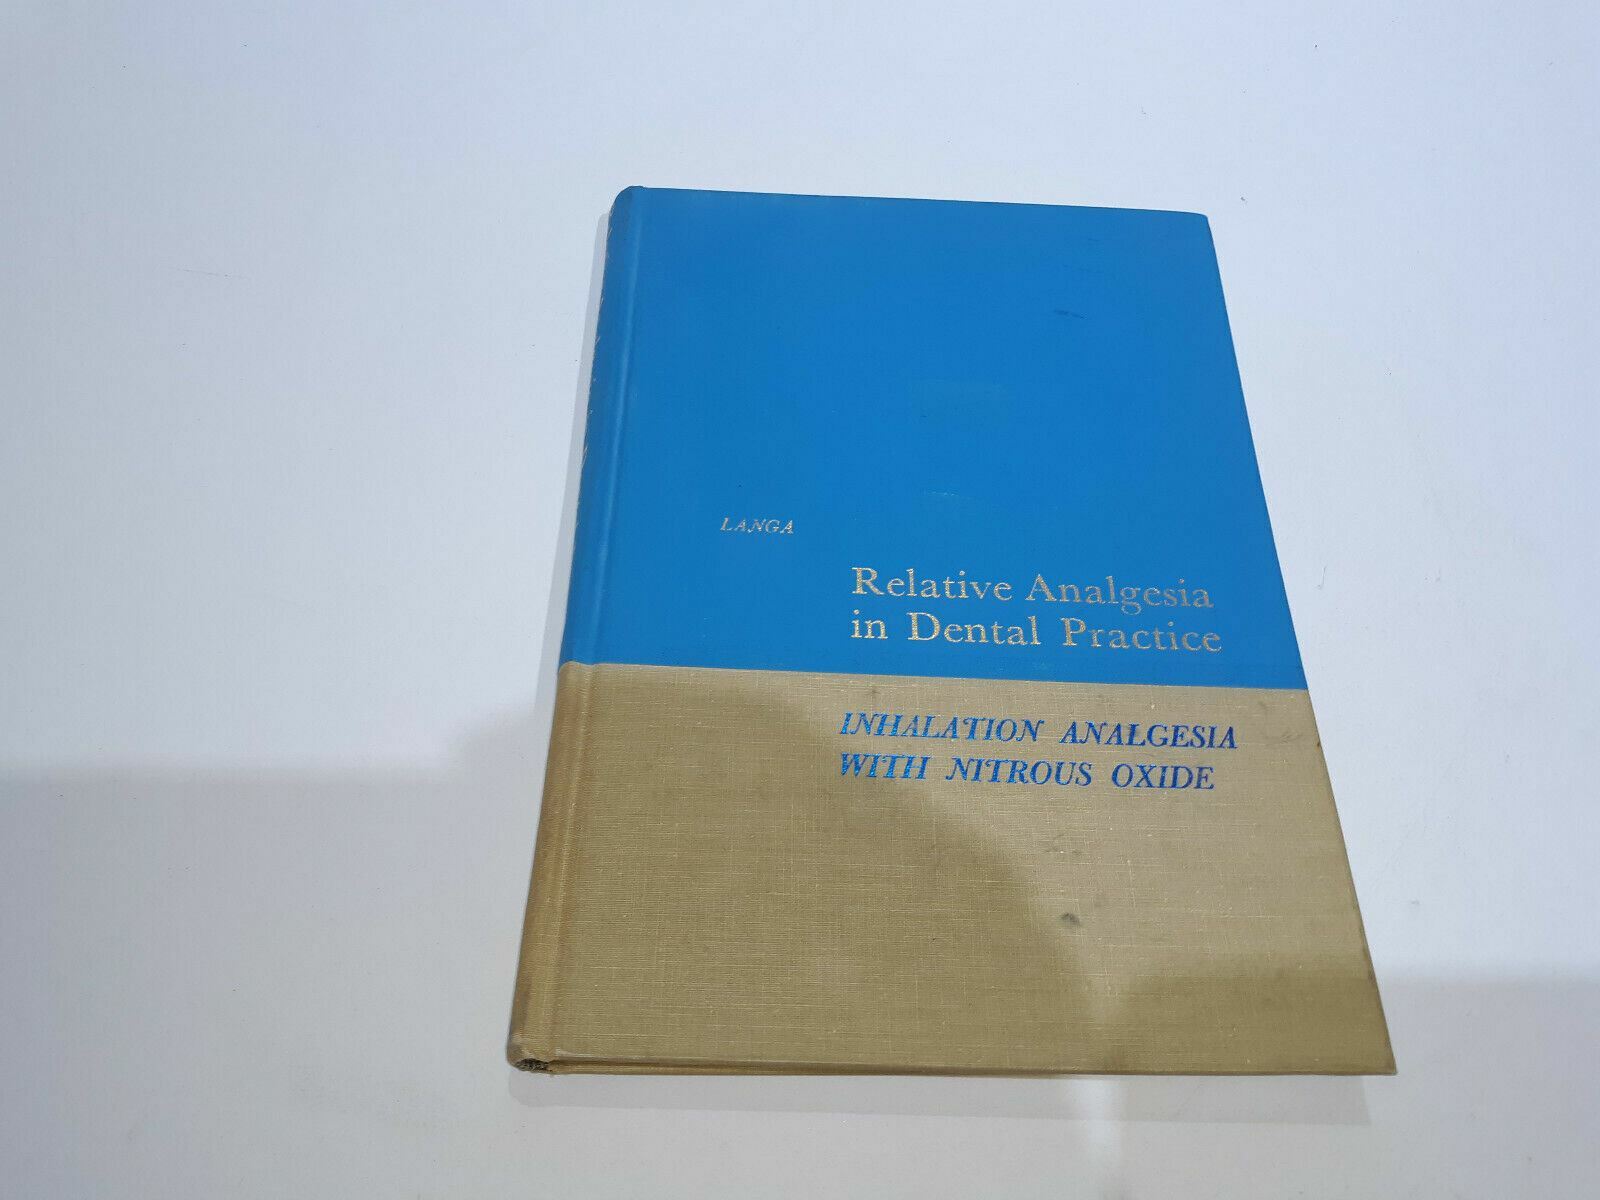 LANGA
Relative Analgesia
in Dental Practice
INHALATION ANALGESIA
WITH NITROUS OXIDE